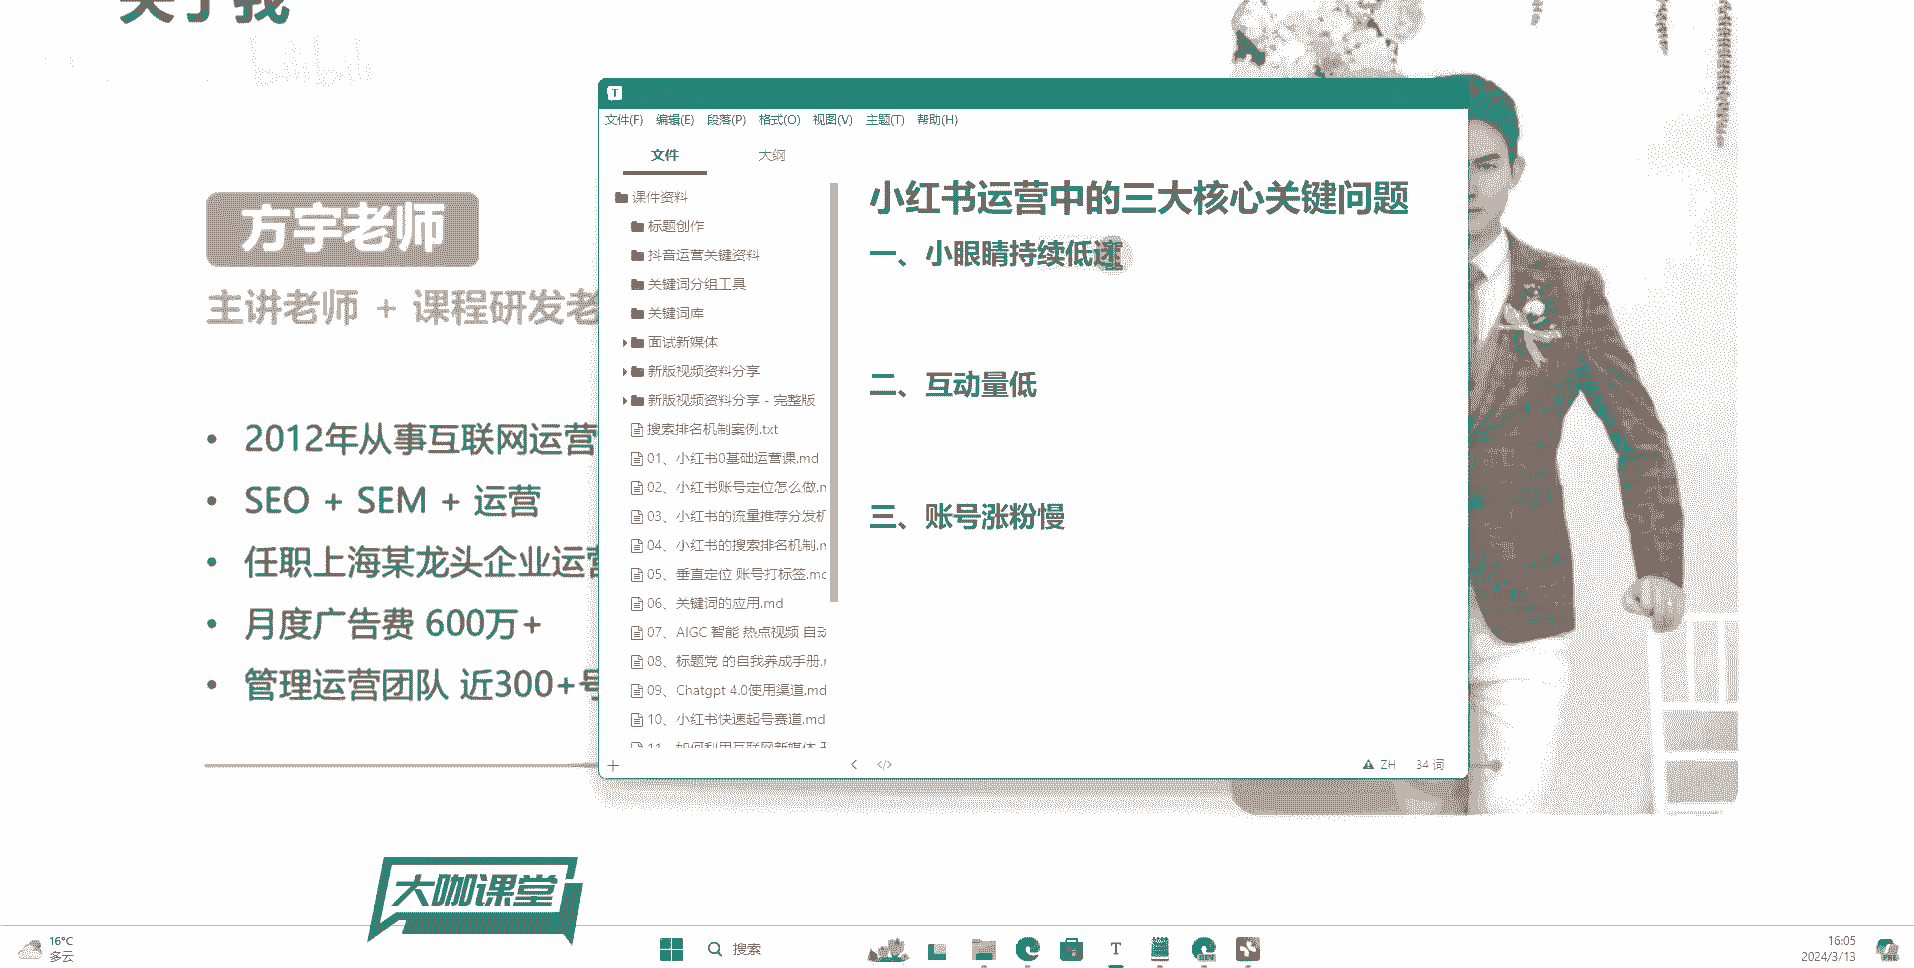 关于我
bilibili
方宇老师
主讲老师 + 课程研发老
2012年从事互联网运营
SEO + SEM + 运营
任职上海某龙头企业运营
月度广告费 600万+
管理运营团队 近300+号
文件(F) 编辑(E) 段落(P) 格式(O) 视图(V) 主题(T) 帮助(H)
文件 大纲
课件资料
标题创作
抖音运营关键资料
关键词分组工具
关键词库
面试新媒体
新版视频资料分享
新版视频资料分享 - 完整版
搜索排名机制案例.txt
01、小红书0基础运营课.md
02、小红书账号定位怎么做.m
03、小红书的流量推荐分发机
04、小红书的搜索排名机制.m
05、垂直定位 账号打标签.md
06、关键词的应用.md
07、AIGC 智能 热点视频 自动
08、标题党 的自我养成手册.m
09、Chatgpt 4.0使用渠道.md
10、小红书快速起号赛道.md
11、如何利用互联网新媒体
小红书运营中的三大核心关键问题
一、小眼睛持续低迷
二、互动量低
三、账号涨粉慢
ZH 34 词
大咖课堂
16°C
多云
搜索
16:05
2024/3/13